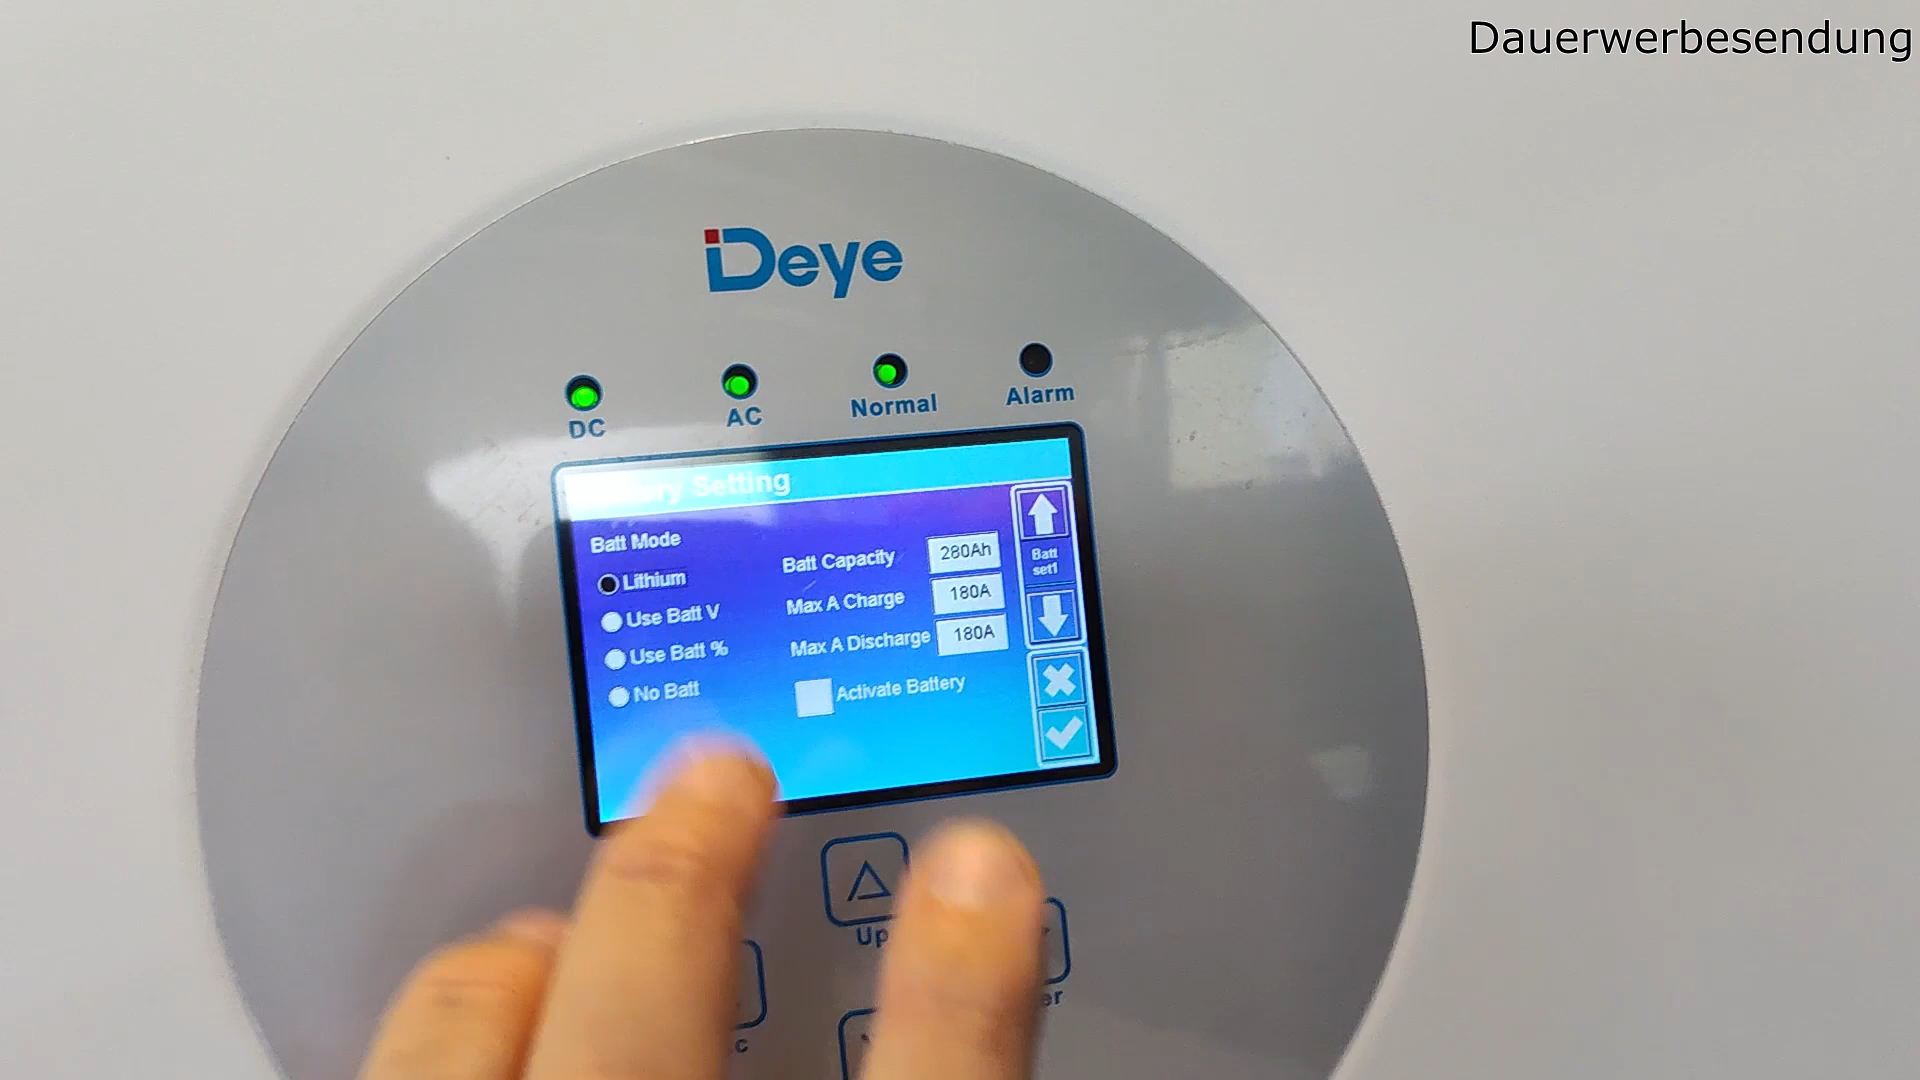 Dauerwerbesendung
Deye
DC AC Normal Alarm
Setting
Batt Mode
Lithium
Use Batt V
Use Batt %
No Batt
Batt Capacity 280Ah
Max A Charge 180A
Max A Discharge 180A
Activate Battery
Batt
set1
Up